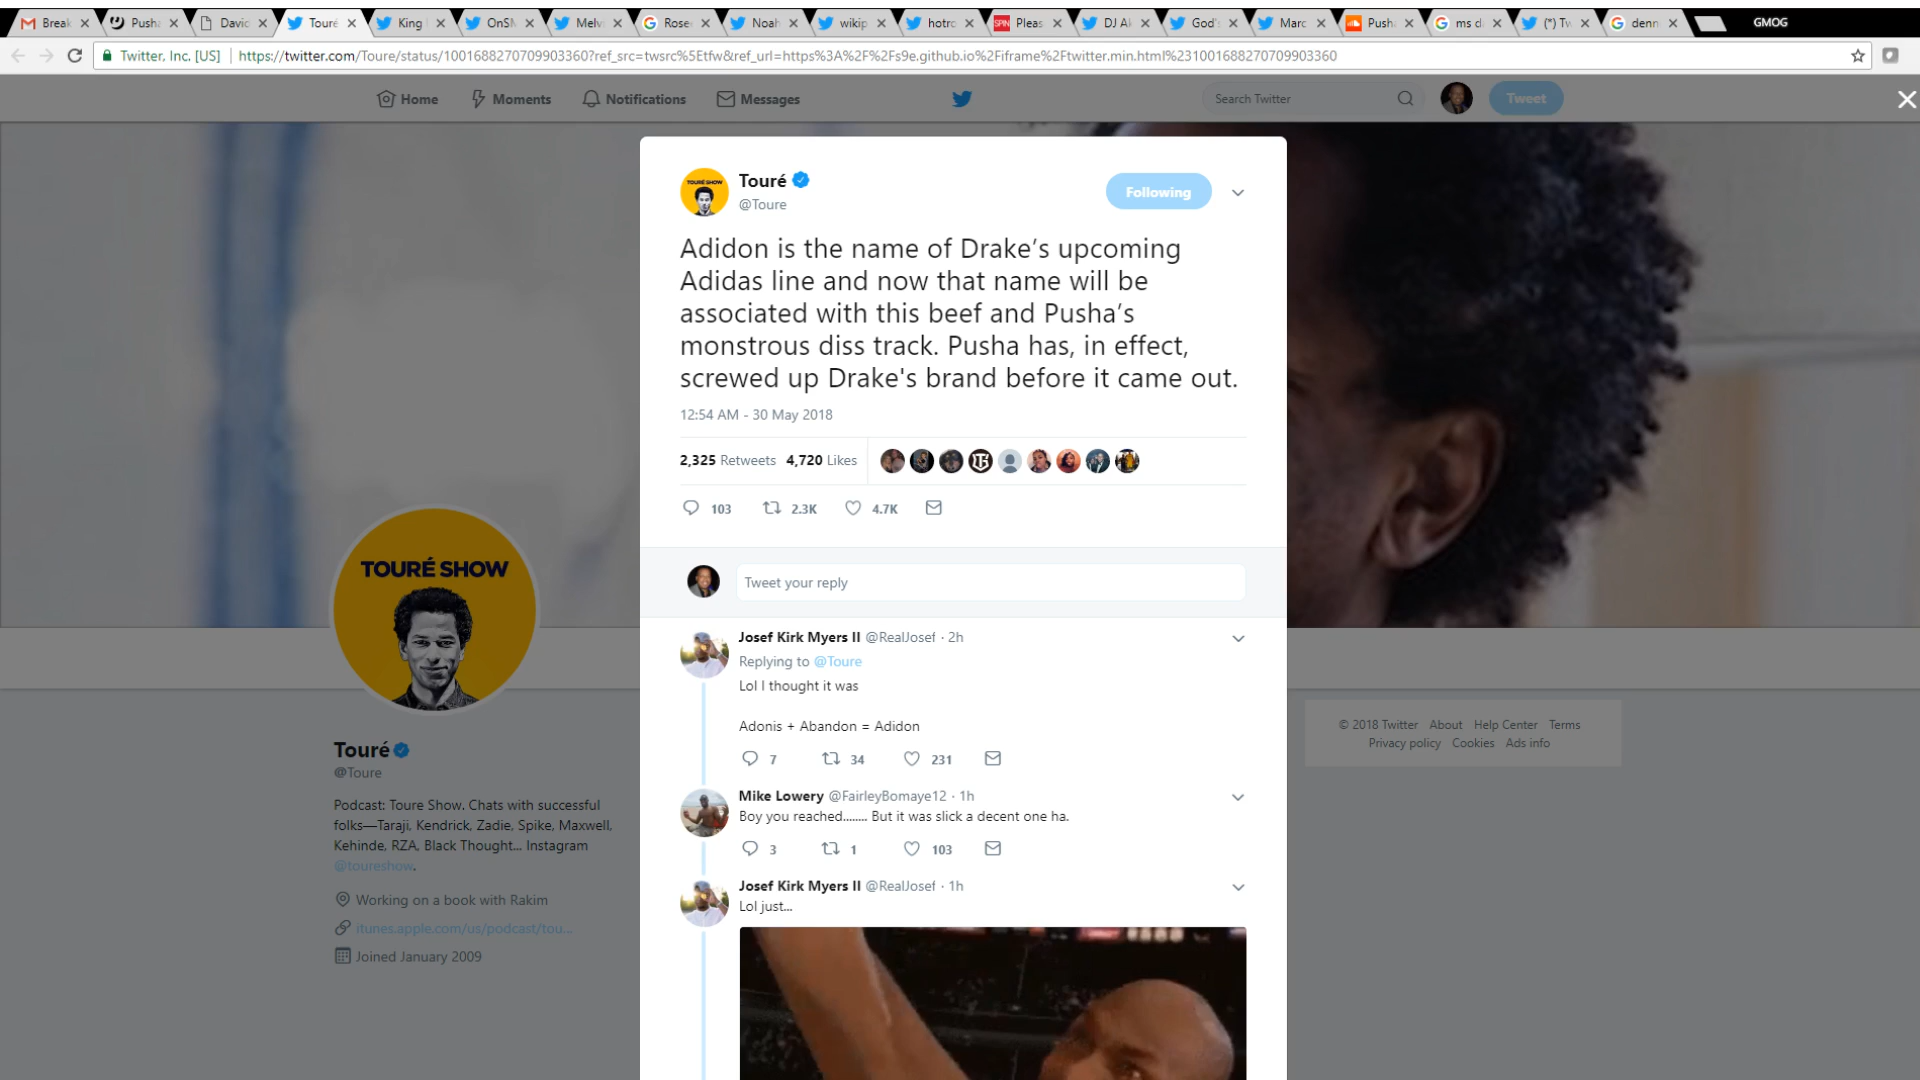 Break
Push
David
Touré
King
OnSM
Melv
Rose
Noah
wikip
hotro
SPIN Pleas
DJ Ak
God's
Marc
Push
ms d
(*) Tw
denn
GMOG
Twitter, Inc. [US] | https://twitter.com/Toure/status/1001688270709903360?ref_src=twsrc%5Etfw&ref_url=https%3A%2F%2Fs9e.github.io%2Fiframe%2Ftwitter.min.html%231001688270709903360
Home Moments Notifications Messages Search Twitter Tweet
Touré
@Toure
Following
Adidon is the name of Drake’s upcoming
Adidas line and now that name will be
associated with this beef and Pusha’s
monstrous diss track. Pusha has, in effect,
screwed up Drake's brand before it came out.
12:54 AM - 30 May 2018
2,325 Retweets 4,720 Likes
103 2.3K 4.7K
Tweet your reply
Josef Kirk Myers II @RealJosef · 2h
Replying to @Toure
Lol I thought it was
Adonis + Abandon = Adidon
7 34 231
Mike Lowery @FairleyBomaye12 · 1h
Boy you reached........ But it was slick a decent one ha.
3 1 103
Josef Kirk Myers II @RealJosef · 1h
Lol just...
TOURÉ SHOW
Touré
@Toure
Podcast: Toure Show. Chats with successful
folks—Taraji, Kendrick, Zadie, Spike, Maxwell,
Kehinde, RZA, Black Thought... Instagram
@toureshow.
Working on a book with Rakim
itunes.apple.com/us/podcast/tou...
Joined January 2009
© 2018 Twitter About Help Center Terms
Privacy policy Cookies Ads info